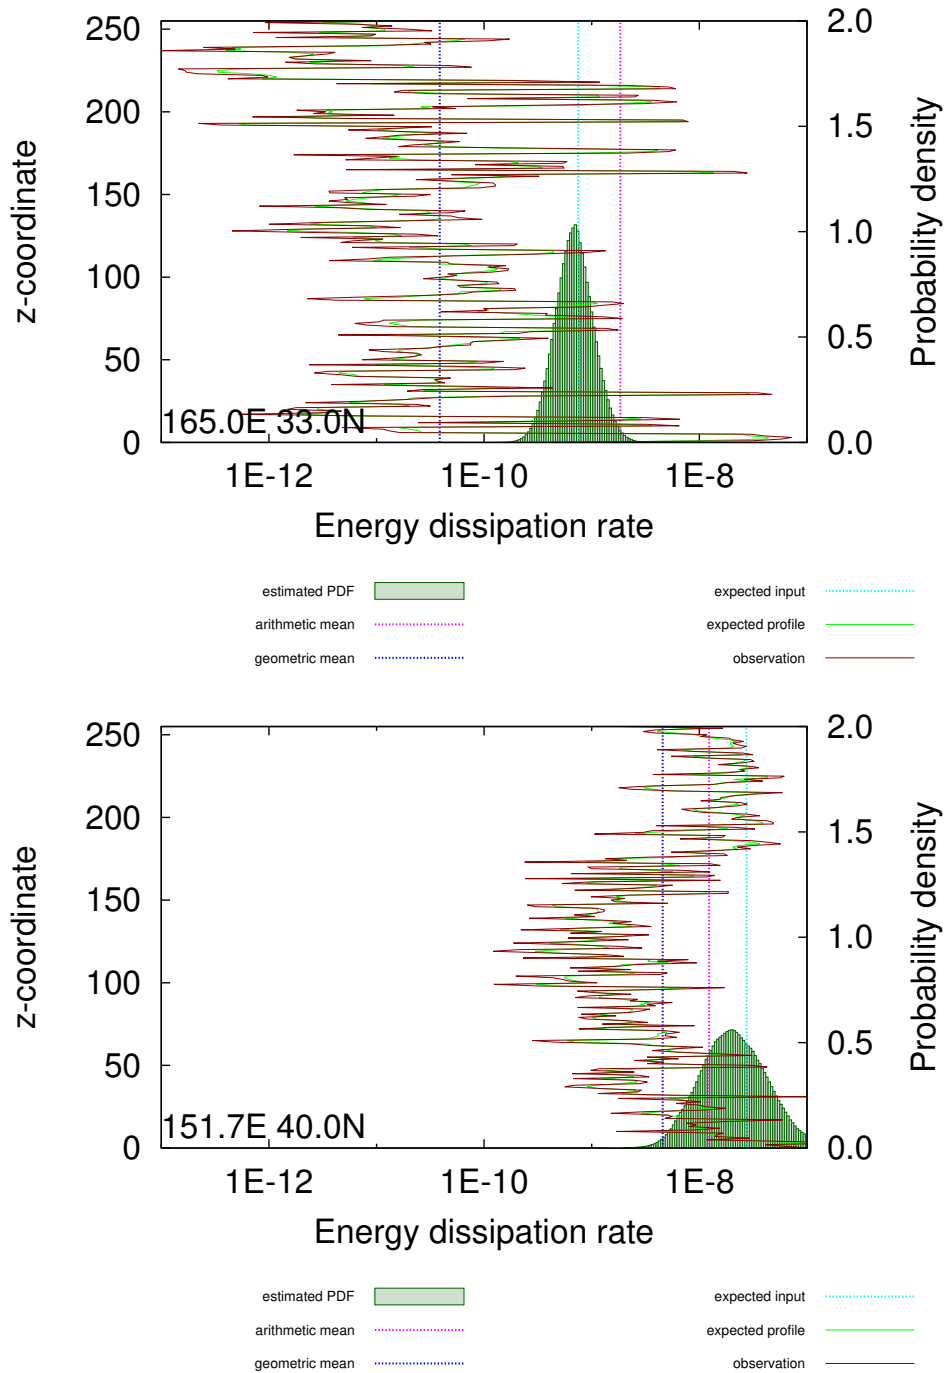 250
200
150
100
50
0
z-coordinate
2.0
1.5
1.0
0.5
0.0
Probability density
165.0E 33.0N
1E-12 1E-10 1E-8
Energy dissipation rate
estimated PDF expected input
arithmetic mean expected profile
geometric mean observation
250
200
150
100
50
0
z-coordinate
2.0
1.5
1.0
0.5
0.0
Probability density
151.7E 40.0N
1E-12 1E-10 1E-8
Energy dissipation rate
estimated PDF expected input
arithmetic mean expected profile
geometric mean observation